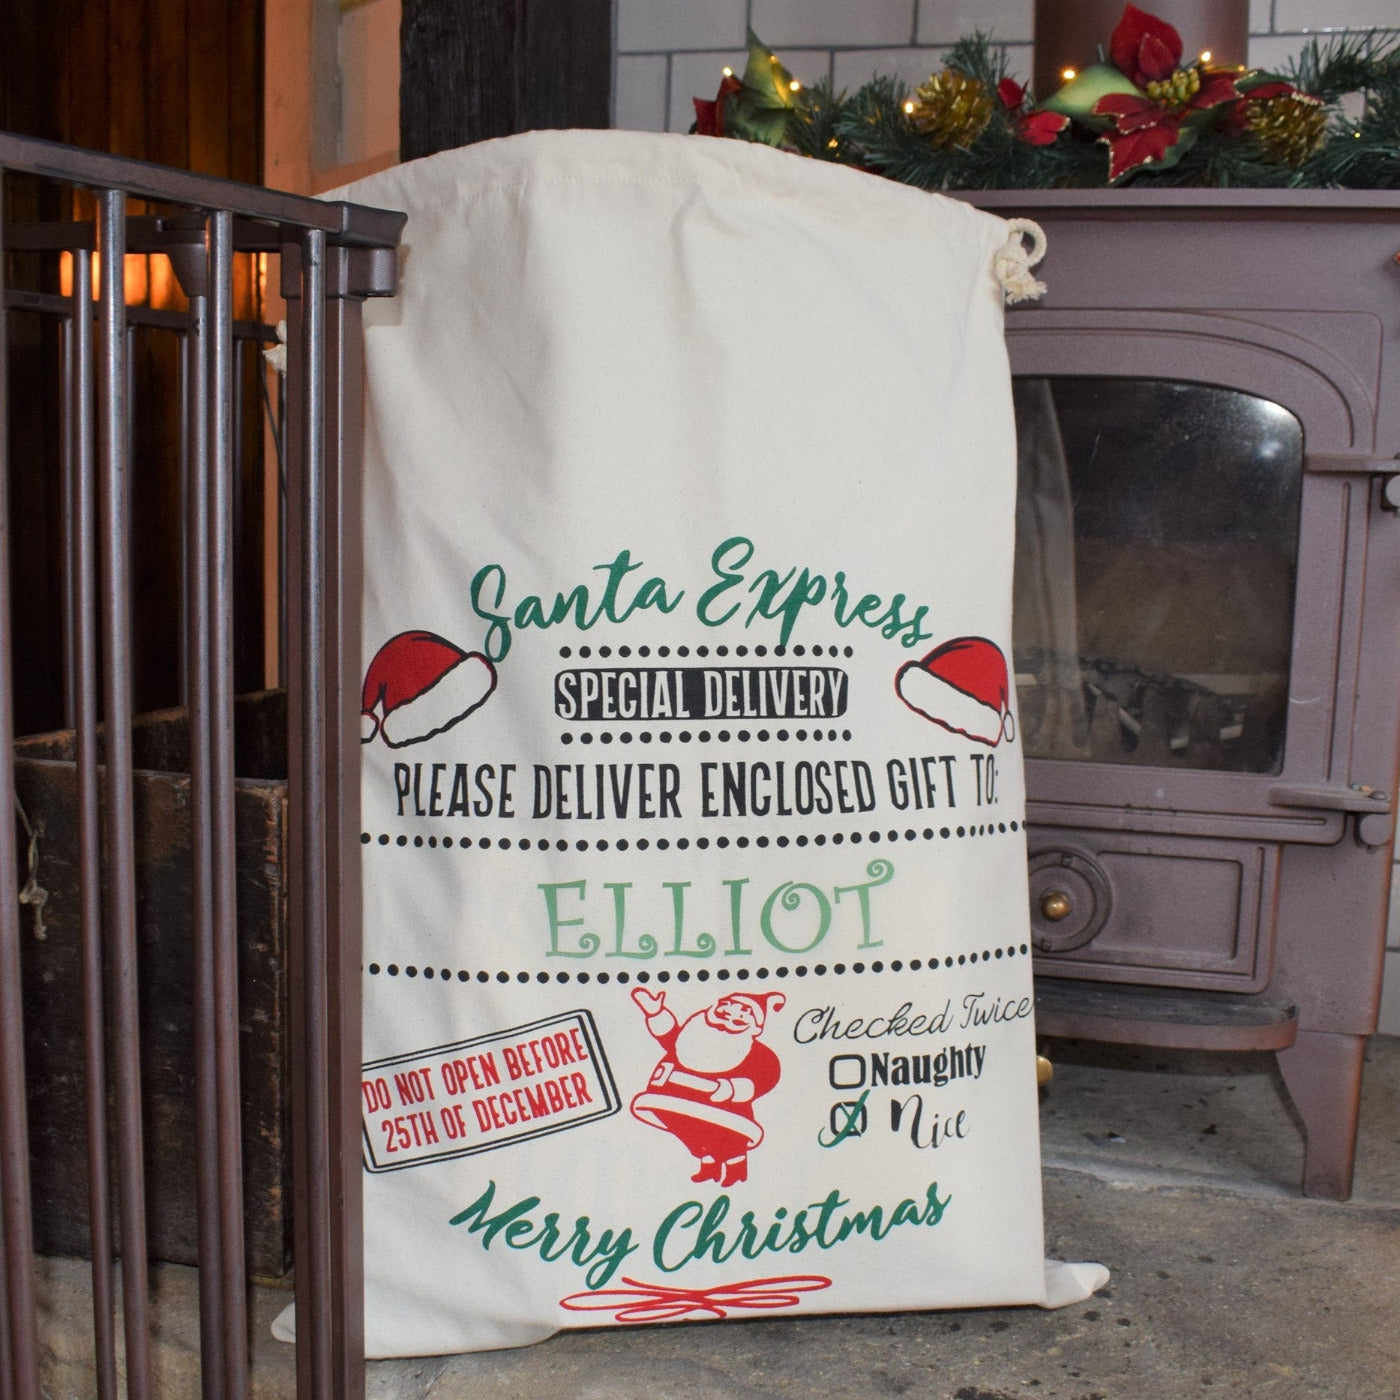 Santa Express
SPECIAL DELIVERY
PLEASE DELIVER ENCLOSED GIFT TO:
ELLIOT
DO NOT OPEN BEFORE
25TH OF DECEMBER
Checked Twice
Naughty
Nice
Merry Christmas